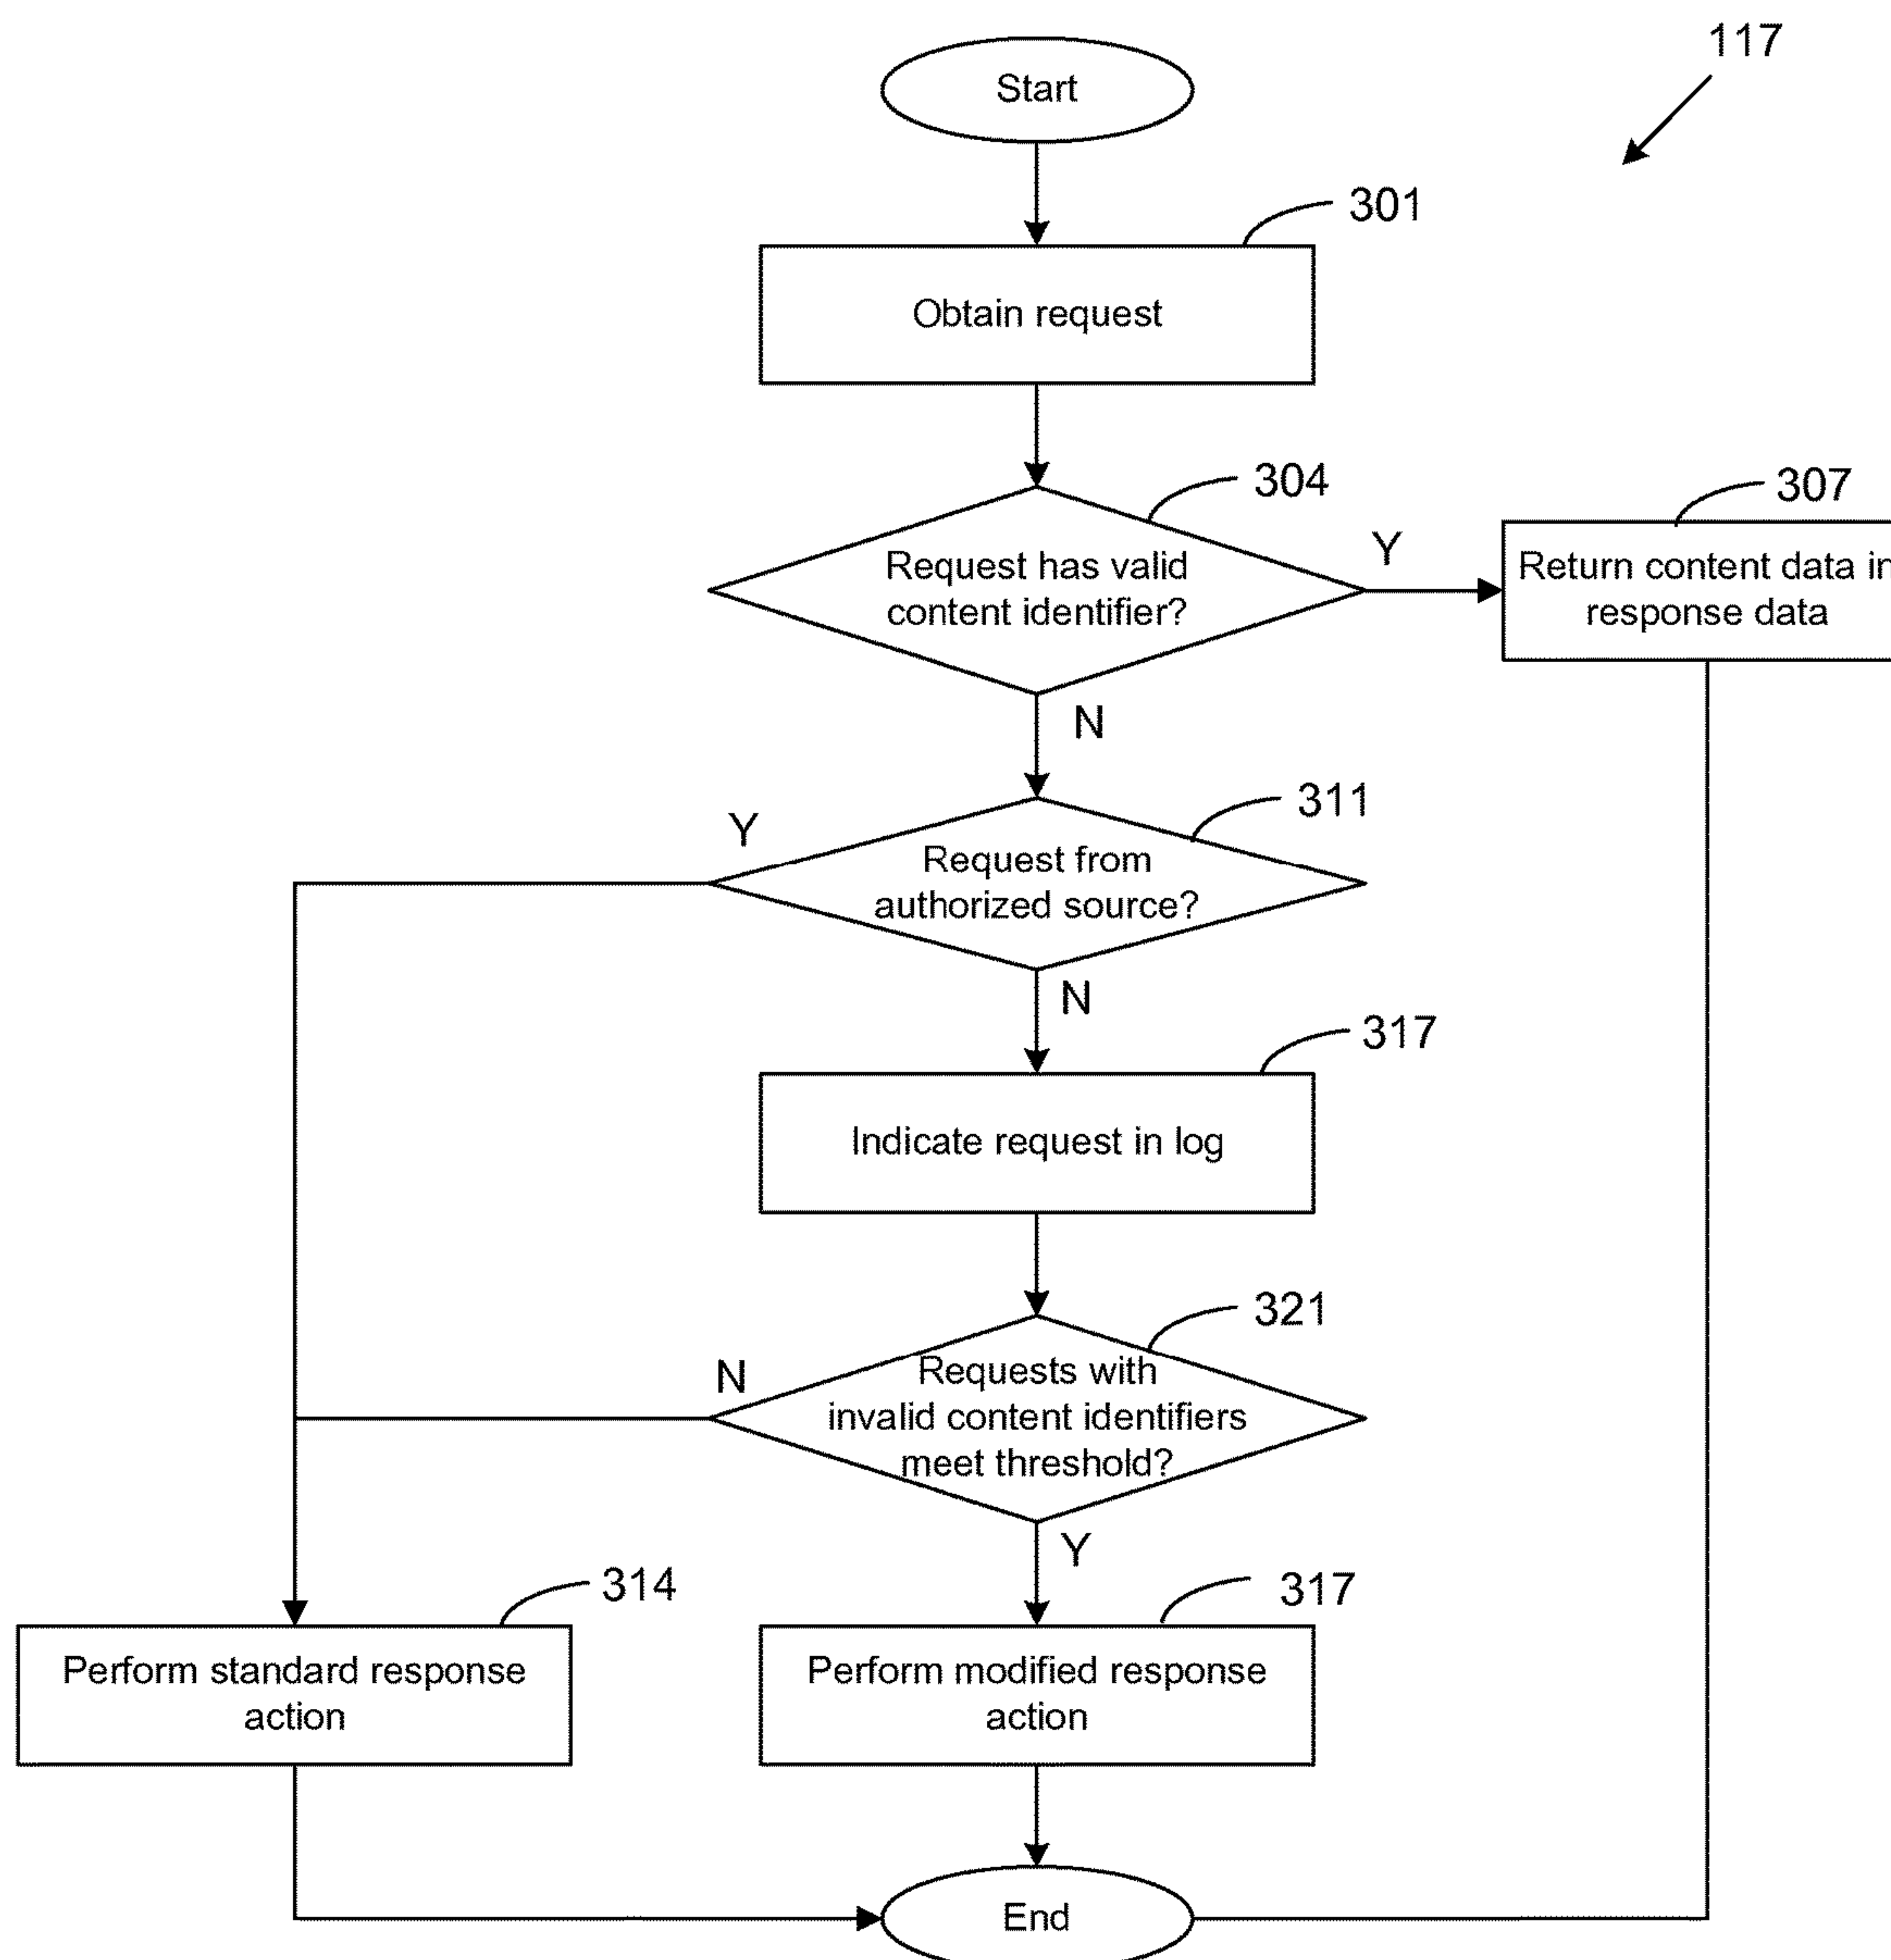 117
Start
301
Obtain request
304
307
Request has valid
content identifier?
Y
Return content data in
response data
N
311
Y
Request from
authorized source?
N
317
Indicate request in log
321
N
Requests with
invalid content identifiers
meet threshold?
Y
314
317
Perform standard response
action
Perform modified response
action
End